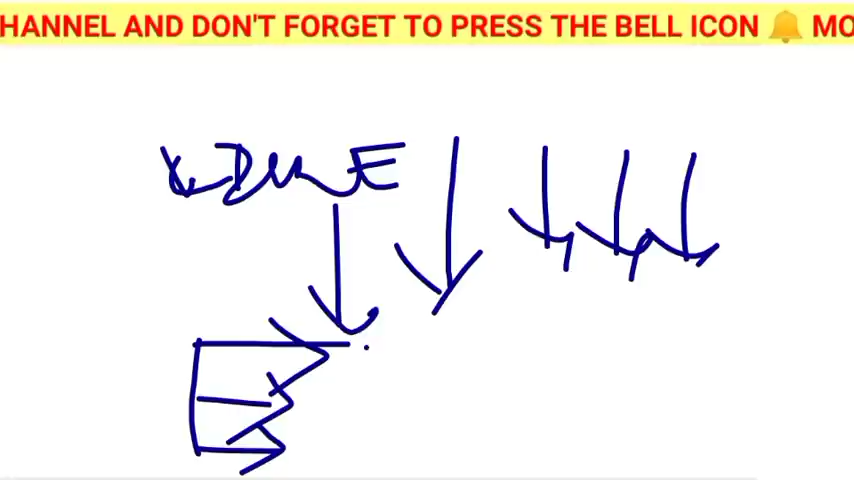 HANNEL AND DON'T FORGET TO PRESS THE BELL ICON 🔔 MO